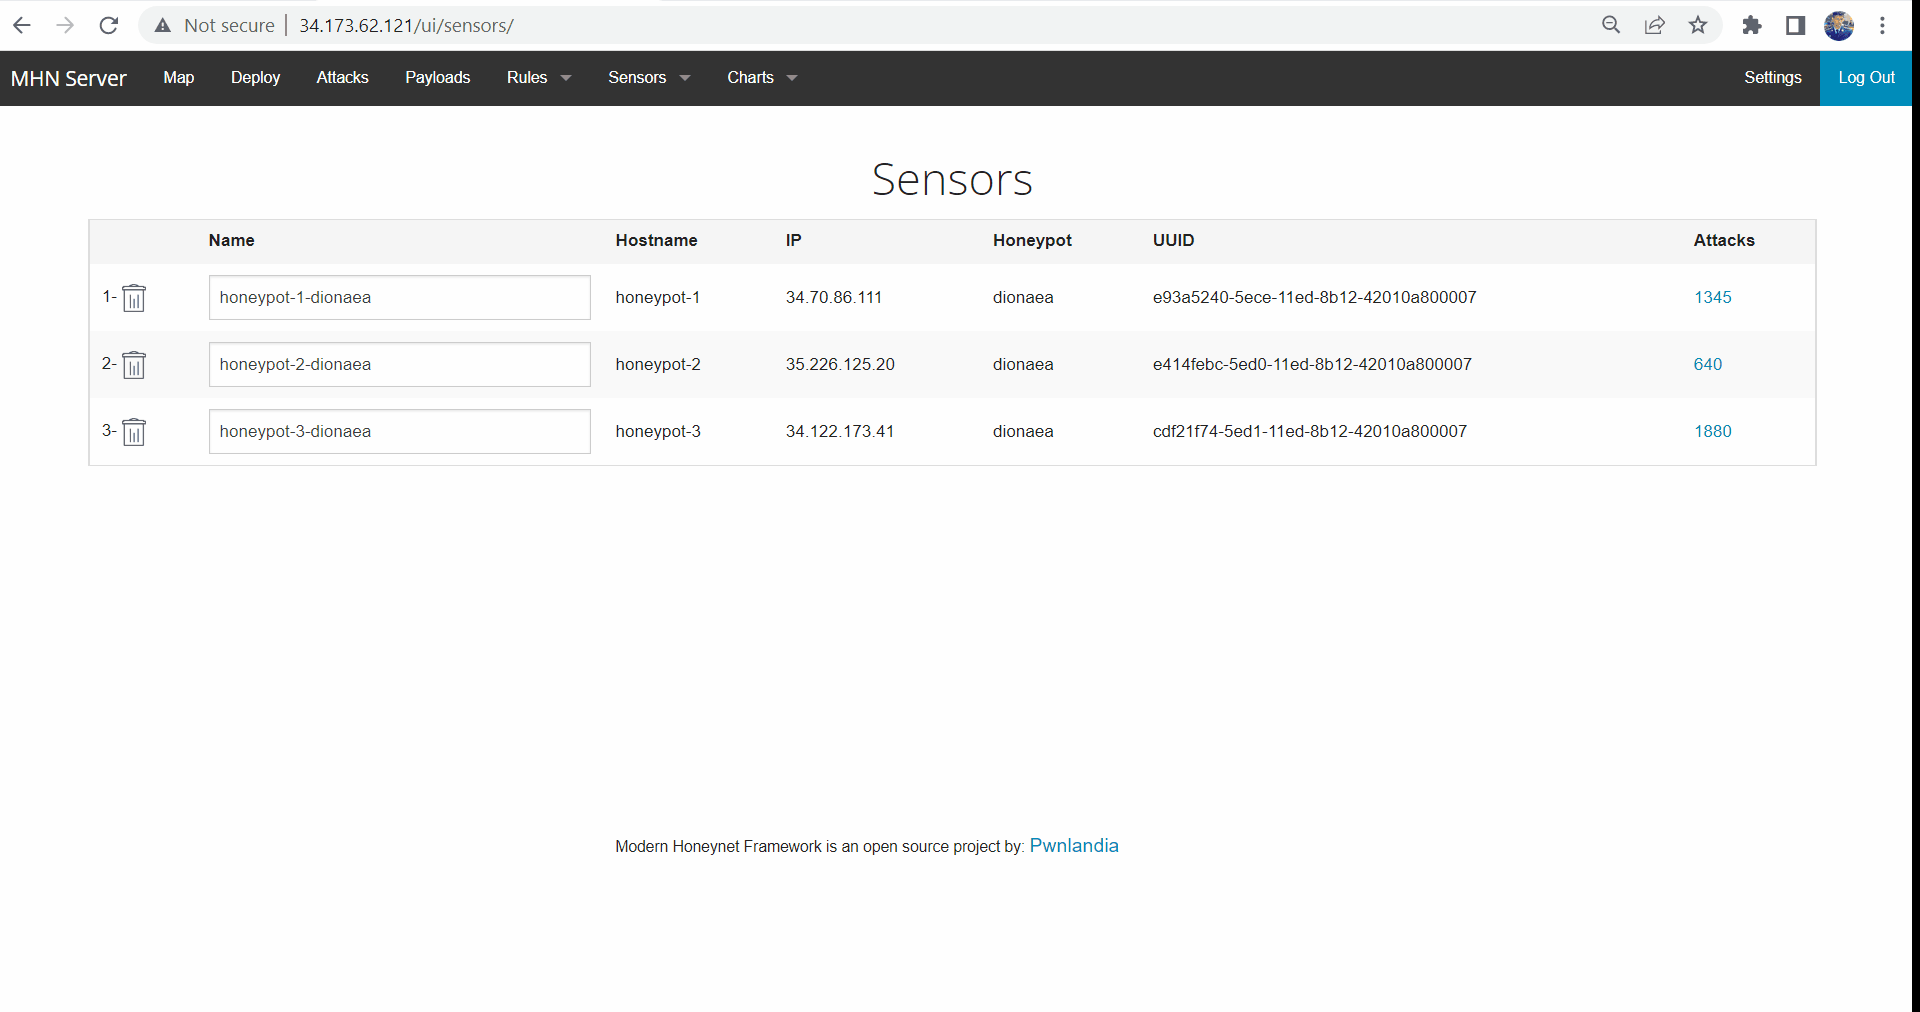 Not secure | 34.173.62.121/ui/sensors/
MHN Server Map Deploy Attacks Payloads Rules Sensors Charts Settings Log Out
Sensors
Name Hostname IP Honeypot UUID Attacks
1- honeypot-1-dionaea honeypot-1 34.70.86.111 dionaea e93a5240-5ece-11ed-8b12-42010a800007 1345
2- honeypot-2-dionaea honeypot-2 35.226.125.20 dionaea e414febc-5ed0-11ed-8b12-42010a800007 640
3- honeypot-3-dionaea honeypot-3 34.122.173.41 dionaea cdf21f74-5ed1-11ed-8b12-42010a800007 1880
Modern Honeynet Framework is an open source project by: Pwnlandia